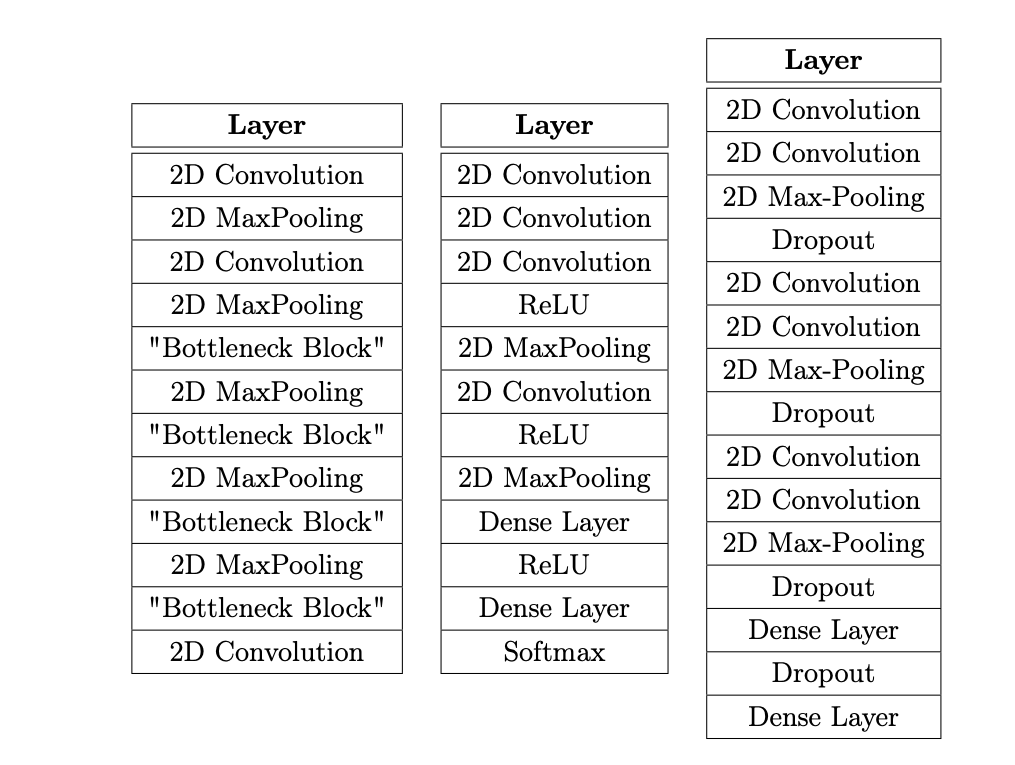 Layer
2D Convolution
2D MaxPooling
2D Convolution
2D MaxPooling
"Bottleneck Block"
2D MaxPooling
"Bottleneck Block"
2D MaxPooling
"Bottleneck Block"
2D MaxPooling
"Bottleneck Block"
2D Convolution
Layer
2D Convolution
2D Convolution
2D Convolution
ReLU
2D MaxPooling
2D Convolution
ReLU
2D MaxPooling
Dense Layer
ReLU
Dense Layer
Softmax
Layer
2D Convolution
2D Convolution
2D Max-Pooling
Dropout
2D Convolution
2D Convolution
2D Max-Pooling
Dropout
2D Convolution
2D Convolution
2D Max-Pooling
Dropout
Dense Layer
Dropout
Dense Layer